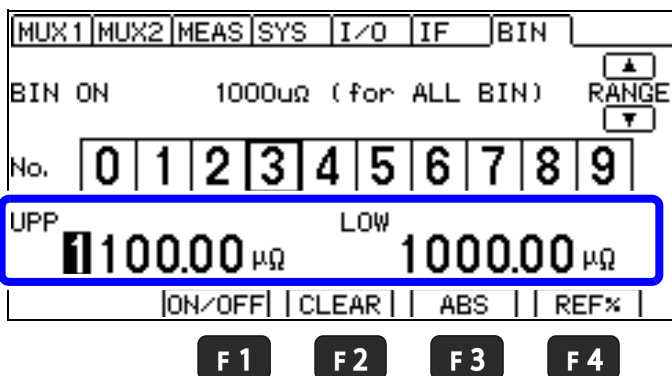 MUX1 MUX2 MEAS SYS I/O IF BIN
BIN ON 1000uΩ (for ALL BIN) RANGE
No. 0 1 2 3 4 5 6 7 8 9
UPP 1100.00 μΩ LOW 1000.00 μΩ
ON/OFF CLEAR ABS REF%
F1 F2 F3 F4